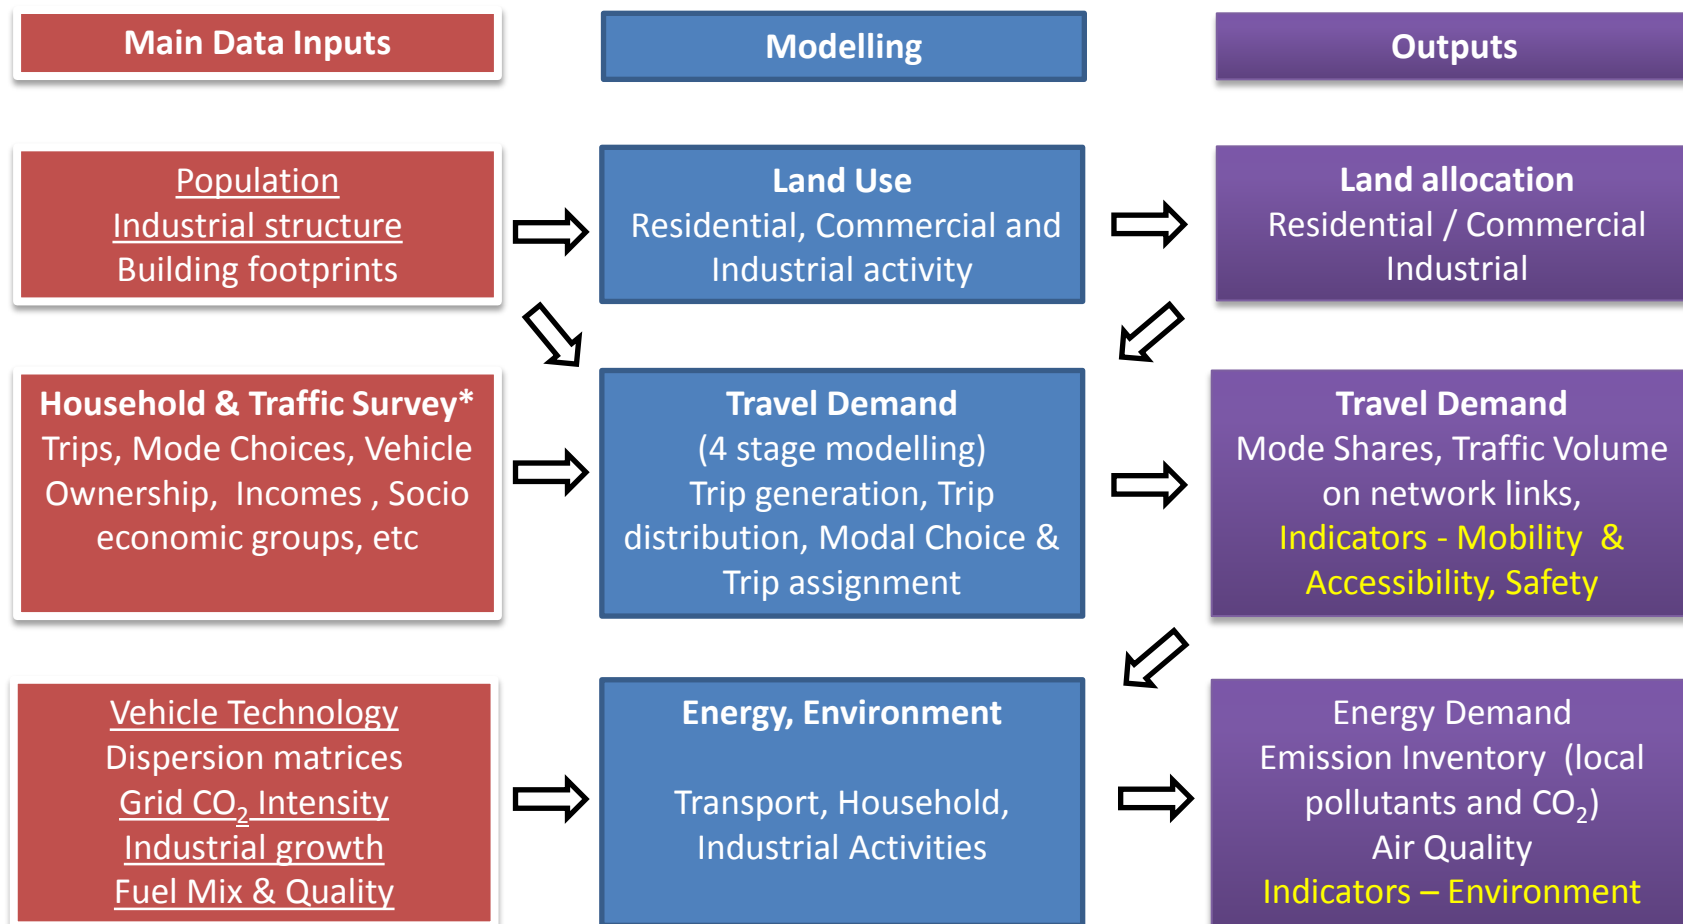 Main Data Inputs
Modelling
Outputs
Population
Industrial structure
Building footprints
Land Use
Residential, Commercial and
Industrial activity
Land allocation
Residential / Commercial
Industrial
Household & Traffic Survey*
Trips, Mode Choices, Vehicle
Ownership, Incomes , Socio
economic groups, etc
Travel Demand
(4 stage modelling)
Trip generation, Trip
distribution, Modal Choice &
Trip assignment
Travel Demand
Mode Shares, Traffic Volume
on network links,
Indicators - Mobility &
Accessibility, Safety
Vehicle Technology
Dispersion matrices
Grid CO₂ Intensity
Industrial growth
Fuel Mix & Quality
Energy, Environment
Transport, Household,
Industrial Activities
Energy Demand
Emission Inventory (local
pollutants and CO₂)
Air Quality
Indicators – Environment